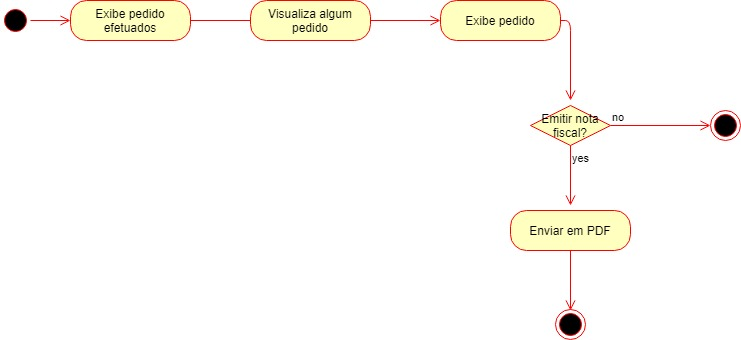 Exibe pedido
efetuados
Visualiza algum
pedido
Exibe pedido
Emitir nota
fiscal?
no
yes
Enviar em PDF